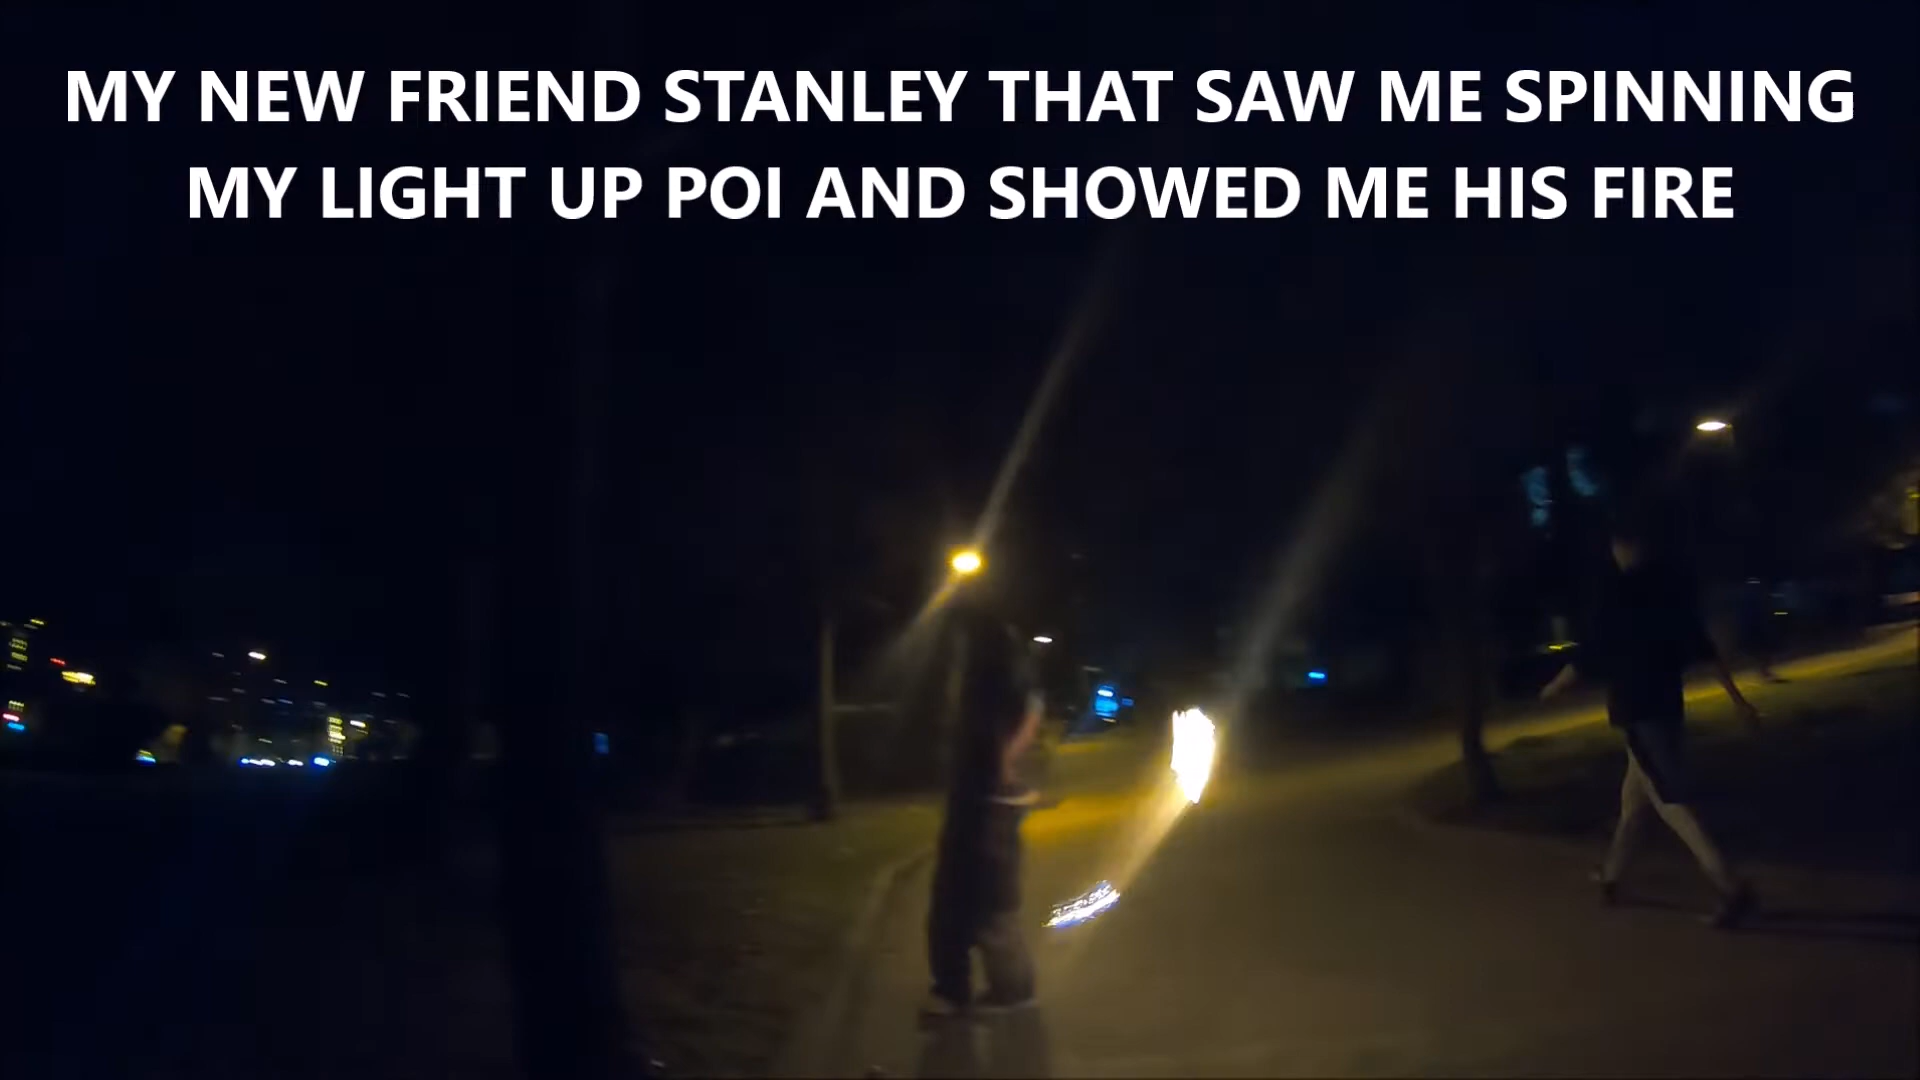 MY NEW FRIEND STANLEY THAT SAW ME SPINNING
MY LIGHT UP POI AND SHOWED ME HIS FIRE